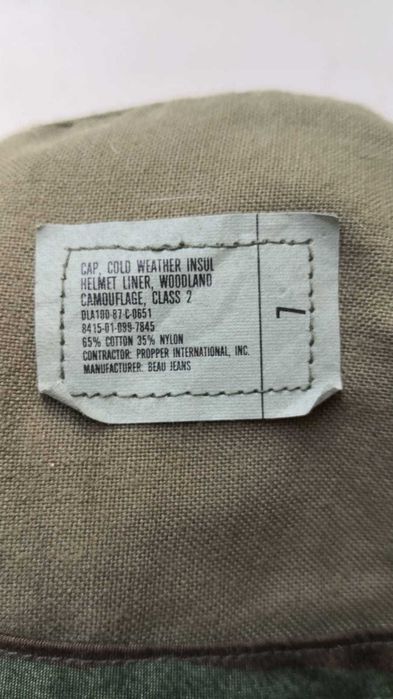 CAP, COLD WEATHER INSUL
HELMET LINER, WOODLAND
CAMOUFLAGE, CLASS 2
DLA100-87-C-0651
8415-01-099-7845
65% COTTON 35% NYLON
CONTRACTOR: PROPPER INTERNATIONAL, INC.
MANUFACTURER: BEAU JEANS
7